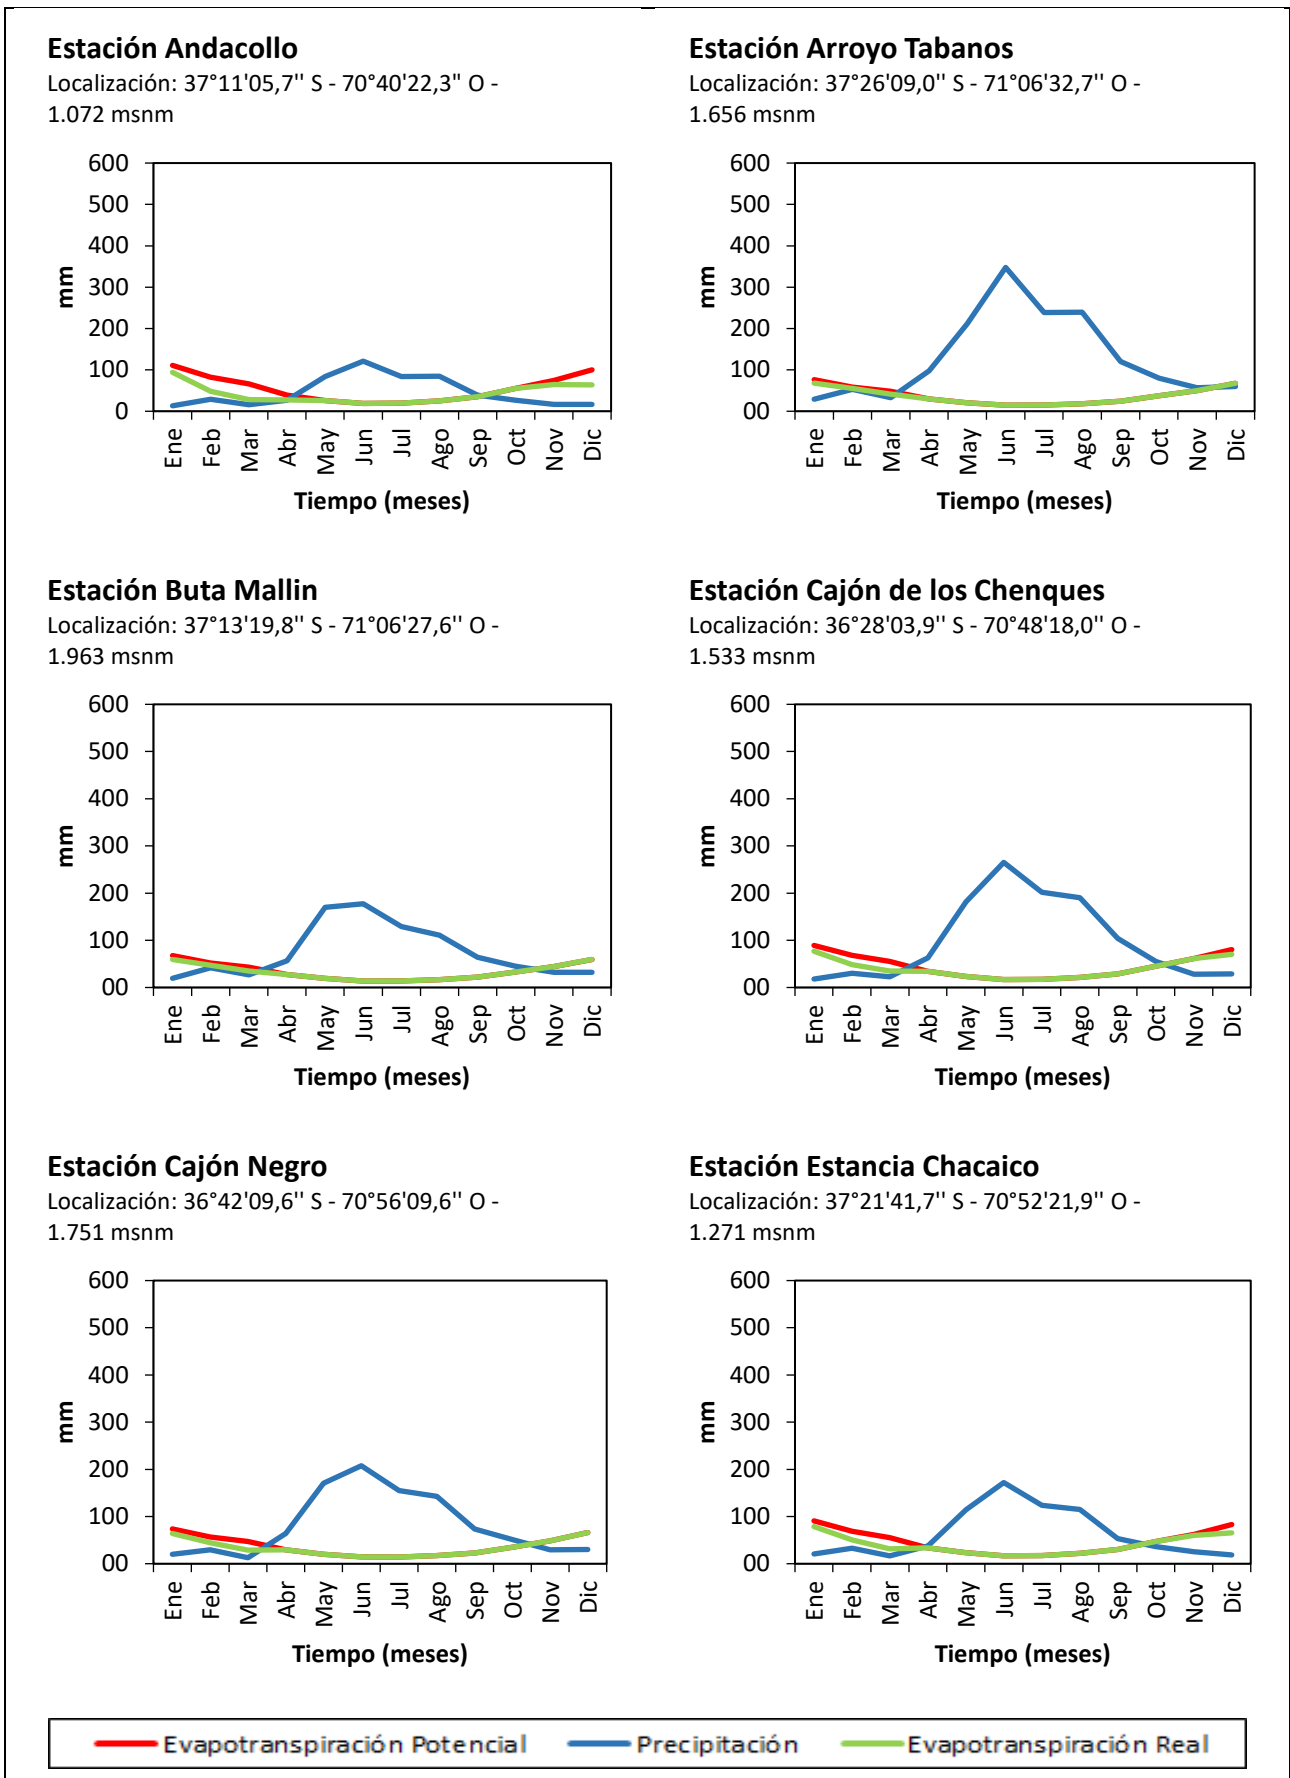 Estación Andacollo
Localización: 37°11'05,7'' S - 70°40'22,3" O -
1.072 msnm
600
500
400
300
200
100
0
mm
Ene
Feb
Mar
Abr
May
Jun
Jul
Ago
Sep
Oct
Nov
Dic
Tiempo (meses)
Estación Arroyo Tabanos
Localización: 37°26'09,0'' S - 71°06'32,7'' O -
1.656 msnm
600
500
400
300
200
100
00
mm
Ene
Feb
Mar
Abr
May
Jun
Jul
Ago
Sep
Oct
Nov
Dic
Tiempo (meses)
Estación Buta Mallin
Localización: 37°13'19,8'' S - 71°06'27,6'' O -
1.963 msnm
600
500
400
300
200
100
00
mm
Ene
Feb
Mar
Abr
May
Jun
Jul
Ago
Sep
Oct
Nov
Dic
Tiempo (meses)
Estación Cajón de los Chenques
Localización: 36°28'03,9'' S - 70°48'18,0'' O -
1.533 msnm
600
500
400
300
200
100
00
mm
Ene
Feb
Mar
Abr
May
Jun
Jul
Ago
Sep
Oct
Nov
Dic
Tiempo (meses)
Estación Cajón Negro
Localización: 36°42'09,6'' S - 70°56'09,6'' O -
1.751 msnm
600
500
400
300
200
100
00
mm
Ene
Feb
Mar
Abr
May
Jun
Jul
Ago
Sep
Oct
Nov
Dic
Tiempo (meses)
Estación Estancia Chacaico
Localización: 37°21'41,7'' S - 70°52'21,9'' O -
1.271 msnm
600
500
400
300
200
100
00
mm
Ene
Feb
Mar
Abr
May
Jun
Jul
Ago
Sep
Oct
Nov
Dic
Tiempo (meses)
Evapotranspiración Potencial
Precipitación
Evapotranspiración Real